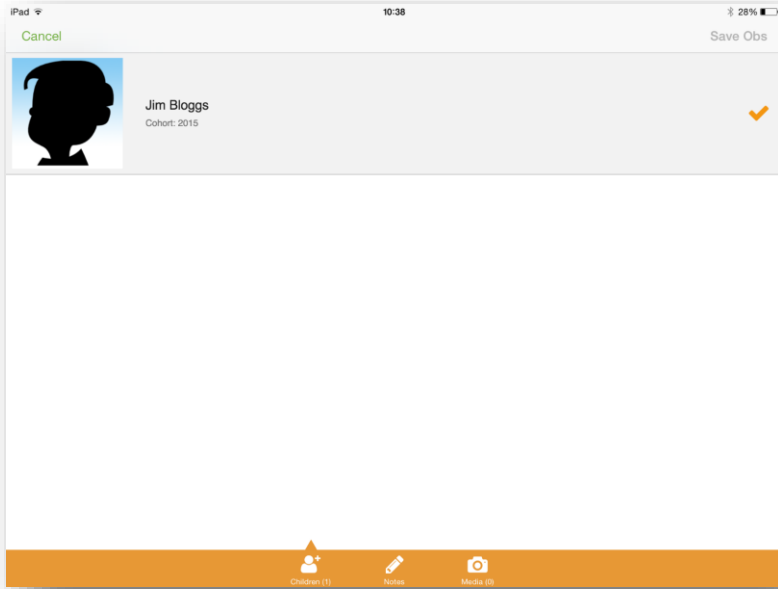 iPad 10:38 28%
Cancel Save Obs
Jim Bloggs
Cohort: 2015
Children (1) Notes Media (0)